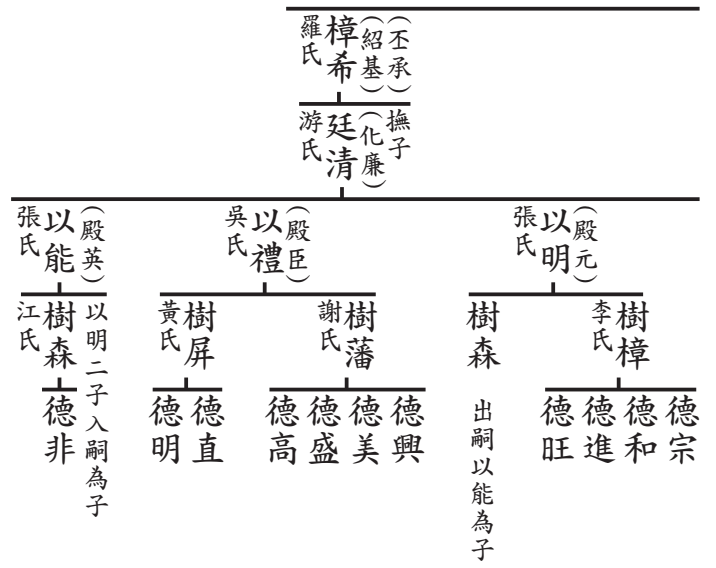 (丕承)
(紹基)
樟希
羅氏
撫子
(化廉)
廷清
游氏
(殿元)
以明
張氏
(殿臣)
以禮
吳氏
(殿英)
以能
張氏
樹樟
李氏
樹森 出嗣以能為子
樹藩
謝氏
樹屏
黃氏
以明二子入嗣為子
樹森
江氏
德宗
德和
德進
德旺
德興
德美
德盛
德高
德直
德明
德非